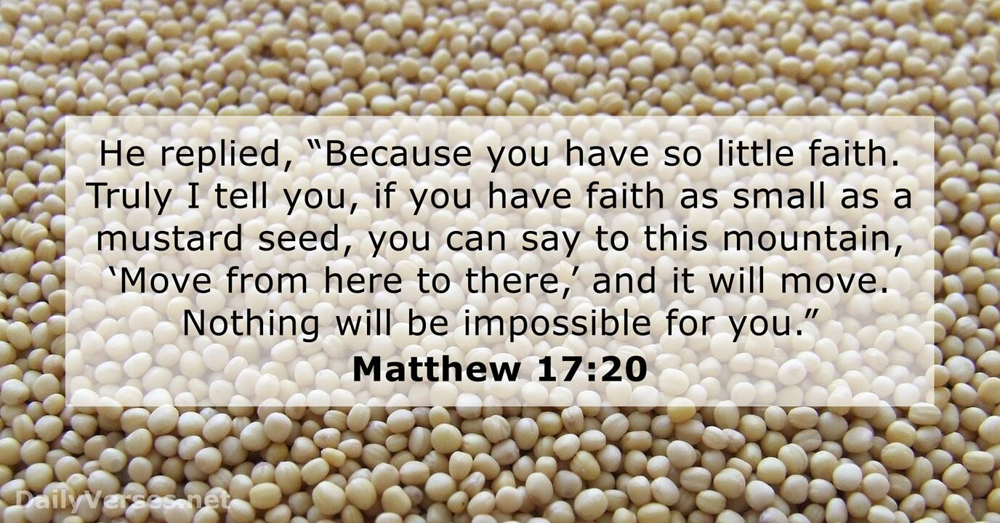 He replied, “Because you have so little faith.
Truly I tell you, if you have faith as small as a
mustard seed, you can say to this mountain,
‘Move from here to there,’ and it will move.
Nothing will be impossible for you.”
Matthew 17:20
DailyVerses.net